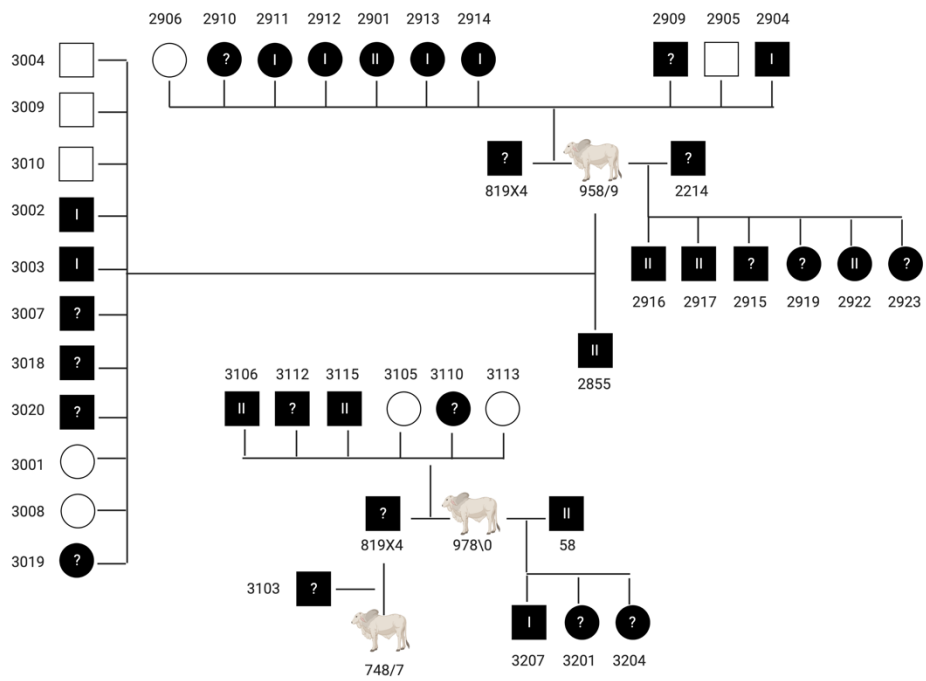 2906 2910 2911 2912 2901 2913 2914 2909 2905 2904
3004 ? I I II I I ? I
3009
3010 ? ?
819X4 958/9 2214
3002 I
3003 I II II ? ? II ?
2916 2917 2915 2919 2922 2923
3007 ?
3018 ? II
3106 3112 3115 3105 3110 3113 2855
3020 ? II ? II ?
3001
3008 ? II
819X4 978\0 58
3019 ?
3103 ?
I ? ?
748/7 3207 3201 3204